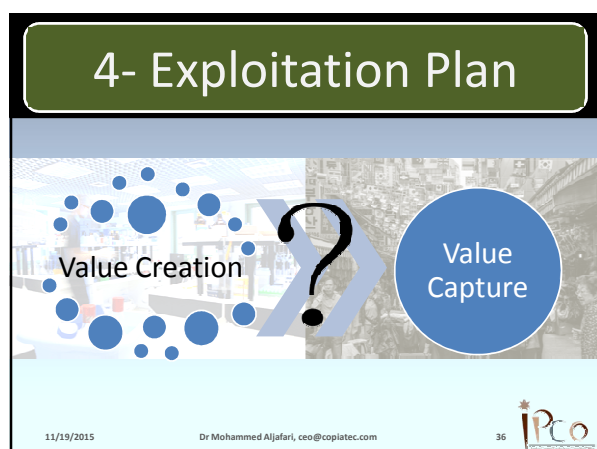 4- Exploitation Plan
Value Creation
?
Value
Capture
11/19/2015
Dr Mohammed Aljafari, ceo@copiatec.com
36
IPCO